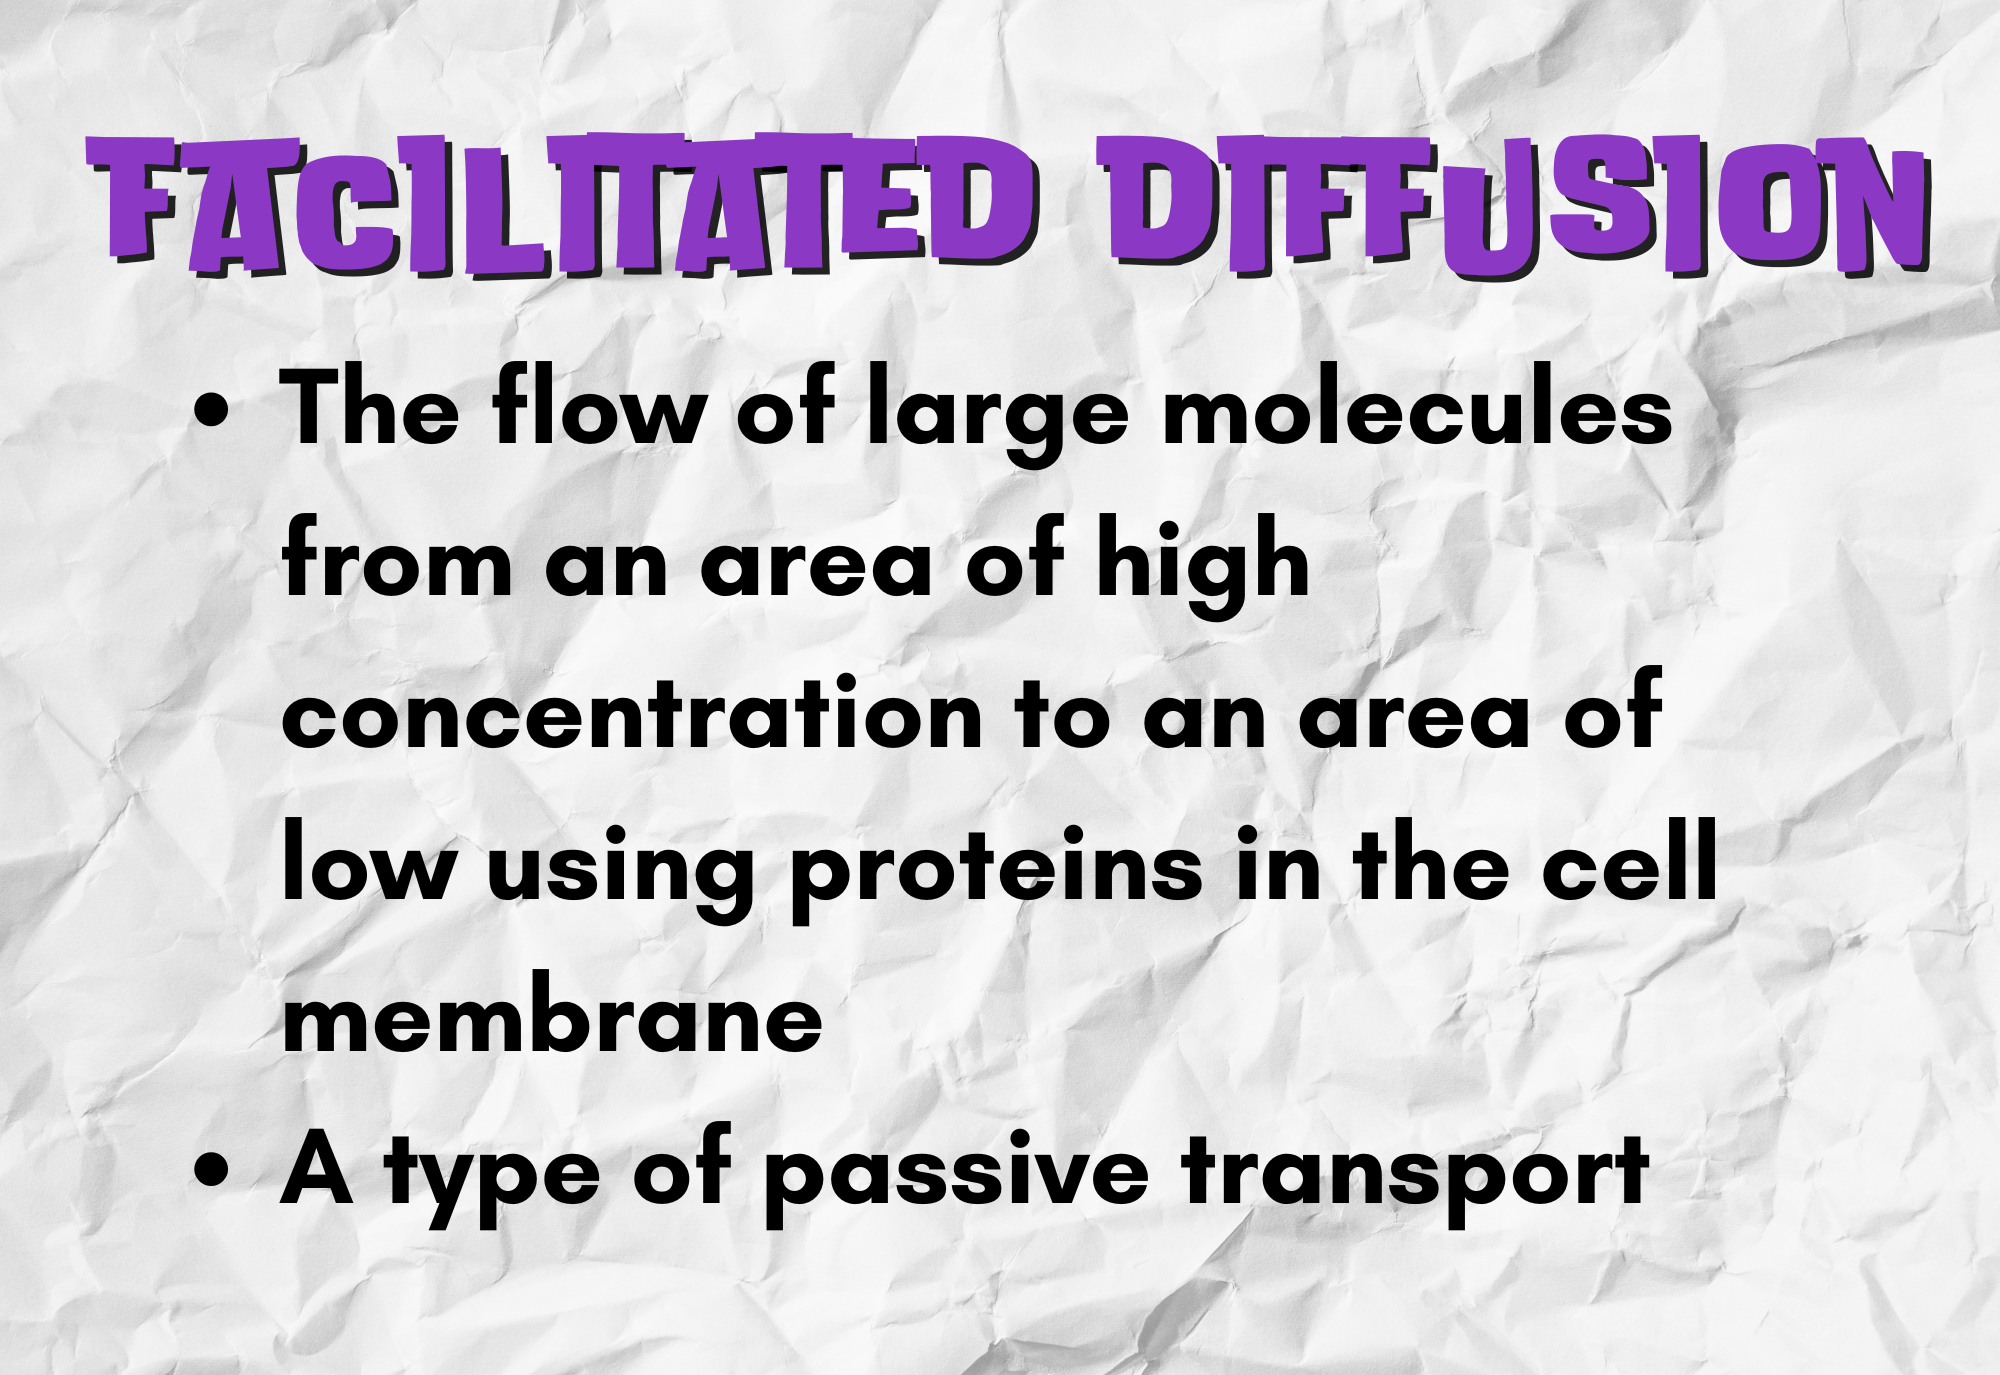 FACILITATED DIFFUSION
• The flow of large molecules
from an area of high
concentration to an area of
low using proteins in the cell
membrane
• A type of passive transport